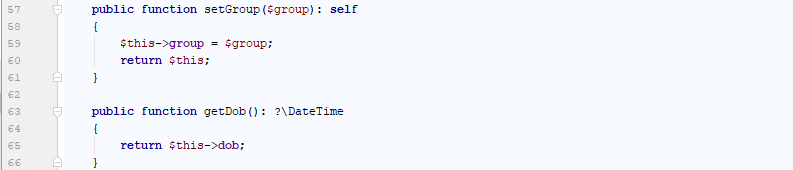 57 public function setGroup($group): self
58 {
59 $this->group = $group;
60 return $this;
61 }
62
63 public function getDob(): ?\DateTime
64 {
65 return $this->dob;
66 }